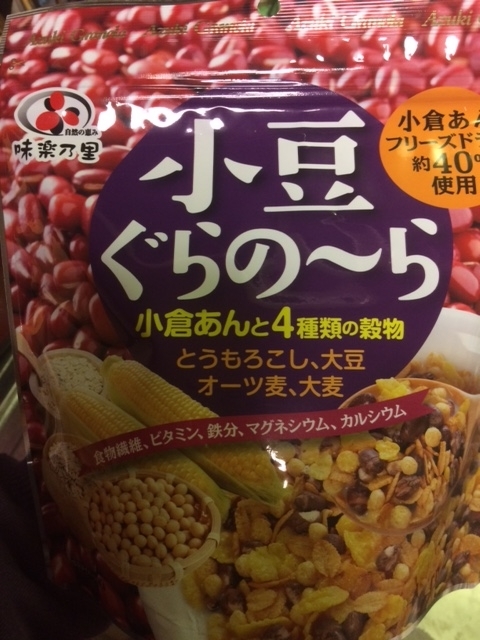 Azuki Gunola
自然の恵み
味楽乃里
小倉あん
フリーズド
約40%
使用
小豆
ぐらの〜ら
小倉あんと4種類の穀物
とうもろこし、大豆
オーツ麦、大麦
食物繊維、ビタミン、鉄分、マグネシウム、カルシウム